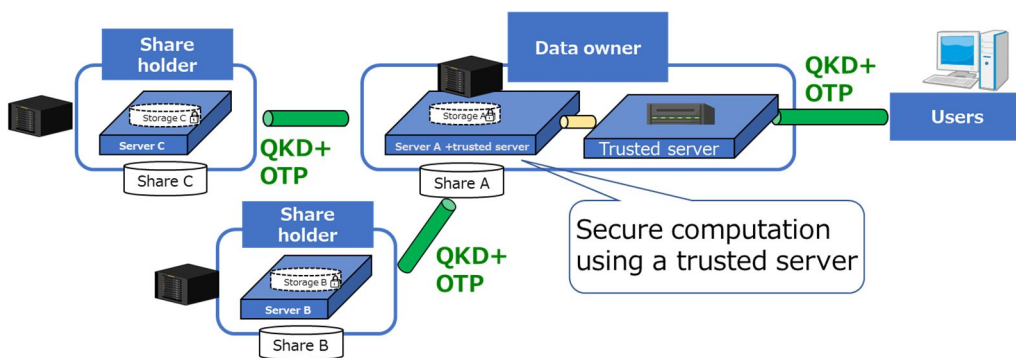 Share
holder
Storage C
Server C
Share C
QKD+
OTP
Data owner
Storage A
Server A +trusted server
Share A
Trusted server
QKD+
OTP
Users
Secure computation
using a trusted server
Share
holder
Storage B
Server B
Share B
QKD+
OTP